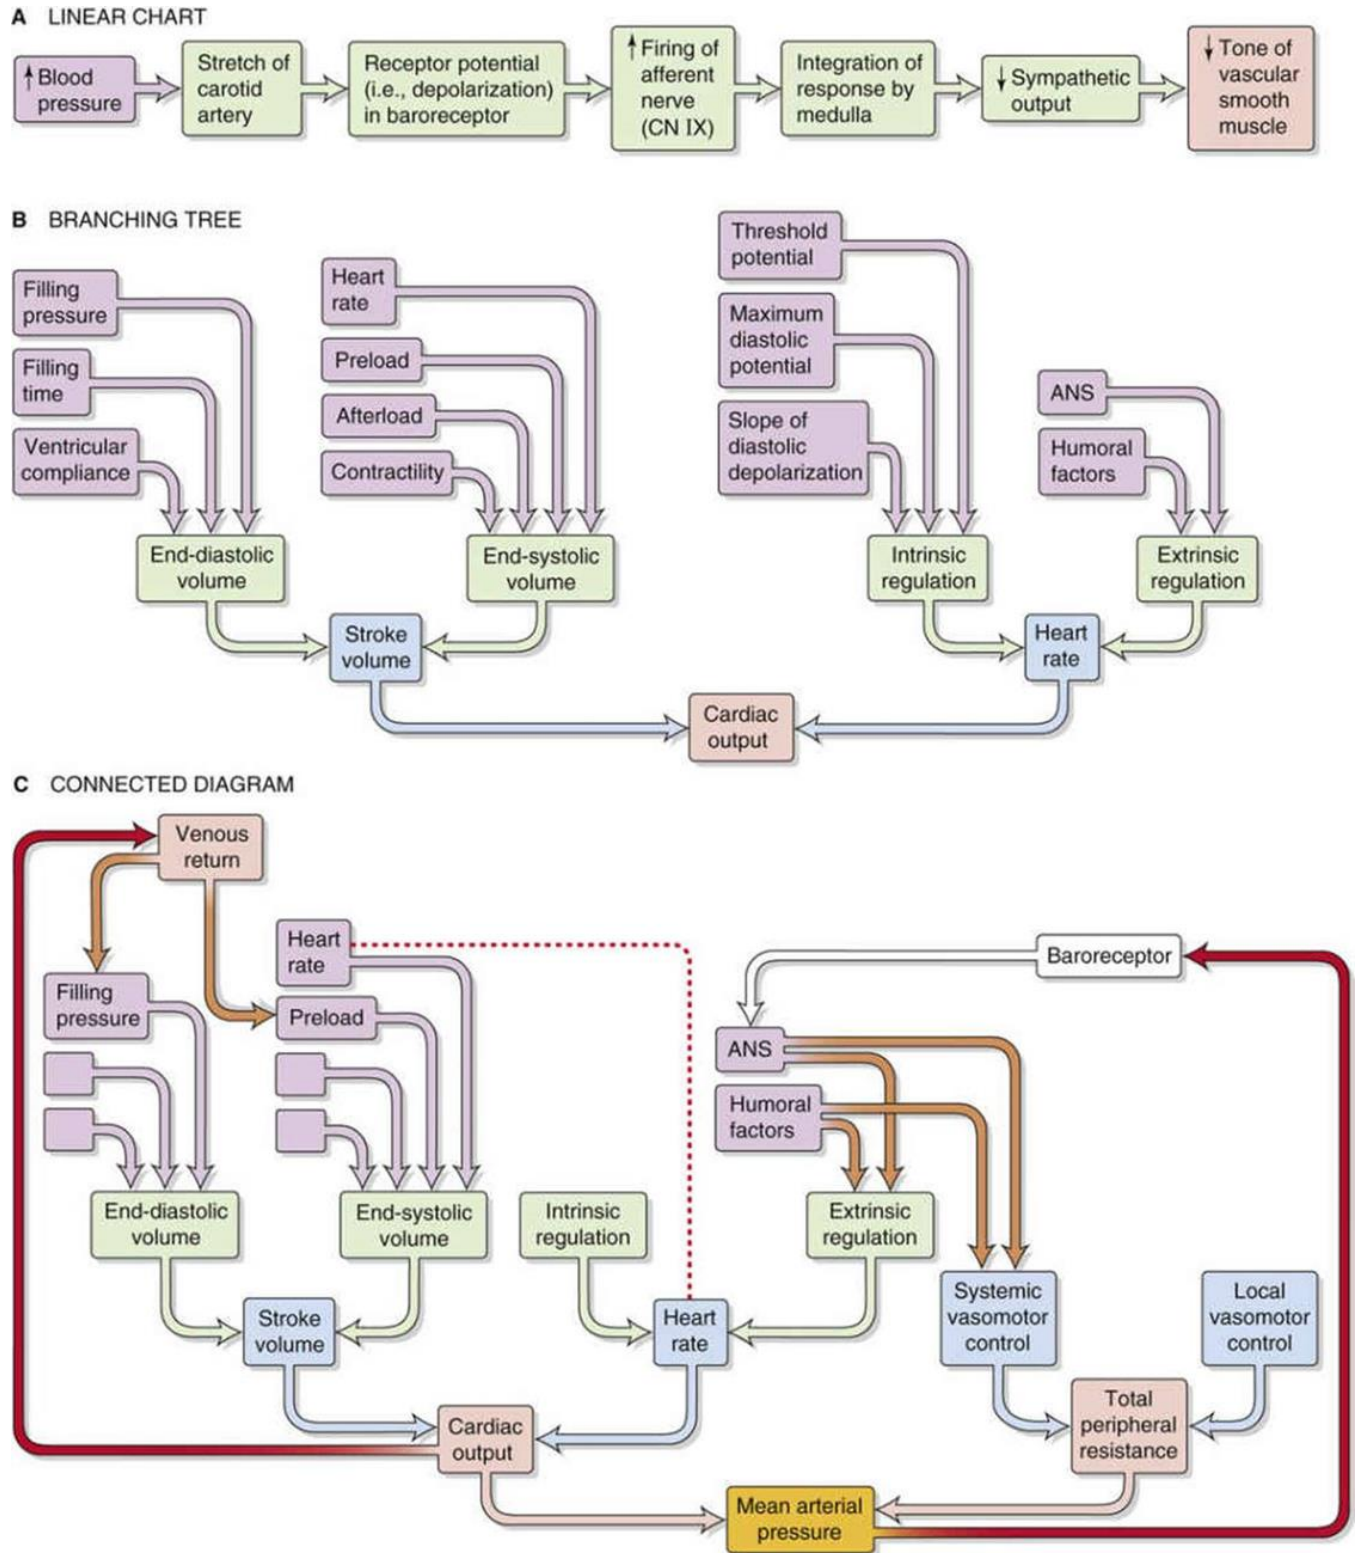 A LINEAR CHART
↑ Blood
pressure
Stretch of
carotid
artery
Receptor potential
(i.e., depolarization)
in baroreceptor
↑ Firing of
afferent
nerve
(CN IX)
Integration of
response by
medulla
↓ Sympathetic
output
↓ Tone of
vascular
smooth
muscle
B BRANCHING TREE
Filling
pressure
Filling
time
Ventricular
compliance
Heart
rate
Preload
Afterload
Contractility
Threshold
potential
Maximum
diastolic
potential
Slope of
diastolic
depolarization
ANS
Humoral
factors
End-diastolic
volume
End-systolic
volume
Intrinsic
regulation
Extrinsic
regulation
Stroke
volume
Heart
rate
Cardiac
output
C CONNECTED DIAGRAM
Venous
return
Heart
rate
Filling
pressure
Preload
Baroreceptor
ANS
Humoral
factors
End-diastolic
volume
End-systolic
volume
Intrinsic
regulation
Extrinsic
regulation
Stroke
volume
Heart
rate
Systemic
vasomotor
control
Local
vasomotor
control
Cardiac
output
Total
peripheral
resistance
Mean arterial
pressure